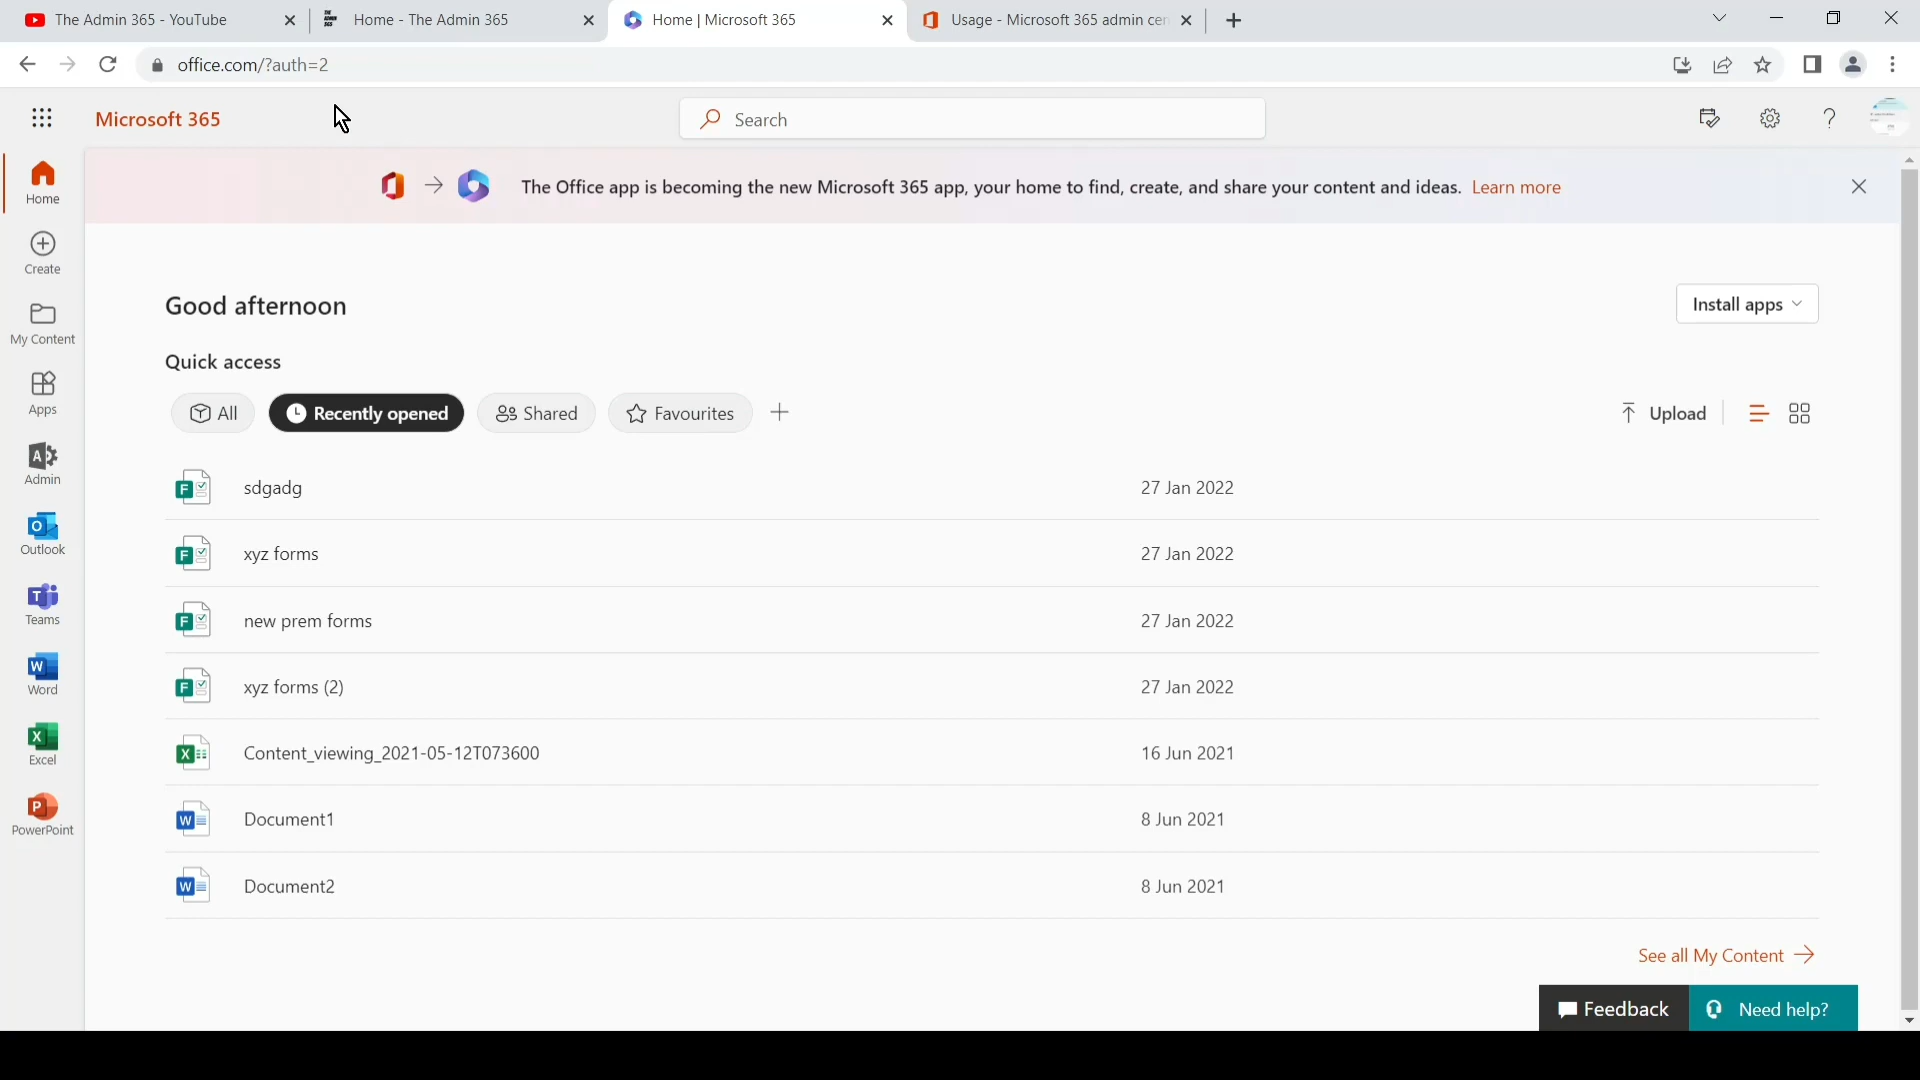 The Admin 365 - YouTube
Home - The Admin 365
Home | Microsoft 365
Usage - Microsoft 365 admin cen
office.com/?auth=2
Microsoft 365
Search
The Office app is becoming the new Microsoft 365 app, your home to find, create, and share your content and ideas. Learn more
Home
Create
My Content
Apps
Admin
Outlook
Teams
Word
Excel
PowerPoint
Good afternoon
Install apps
Quick access
All
Recently opened
Shared
Favourites
Upload
sdgadg 27 Jan 2022
xyz forms 27 Jan 2022
new prem forms 27 Jan 2022
xyz forms (2) 27 Jan 2022
Content_viewing_2021-05-12T073600 16 Jun 2021
Document1 8 Jun 2021
Document2 8 Jun 2021
See all My Content
Feedback
Need help?